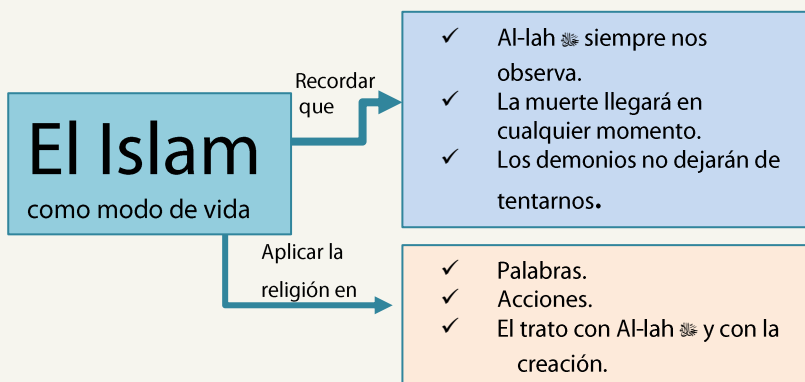 El Islam
como modo de vida
Recordar
que
✓ Al-lah ﷻ siempre nos
observa.
✓ La muerte llegará en
cualquier momento.
✓ Los demonios no dejarán de
tentarnos.
Aplicar la
religión en
✓ Palabras.
✓ Acciones.
✓ El trato con Al-lah ﷻ y con la
creación.